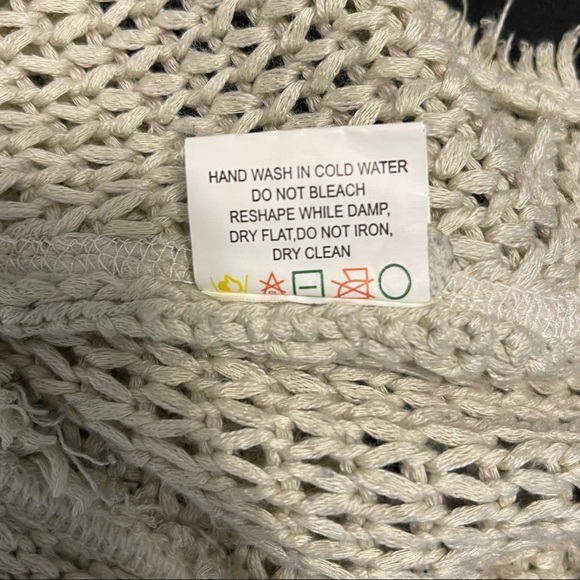 HAND WASH IN COLD WATER
DO NOT BLEACH
RESHAPE WHILE DAMP,
DRY FLAT,DO NOT IRON,
DRY CLEAN